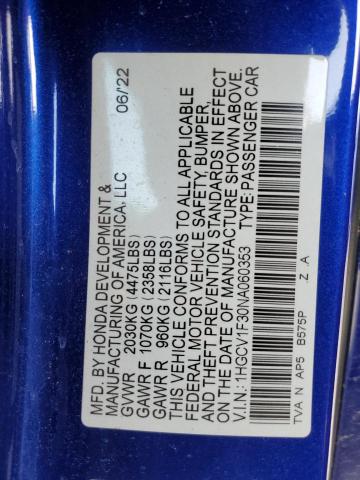 MFD. BY HONDA DEVELOPMENT &
MANUFACTURING OF AMERICA, LLC 06/22
GVWR 2030KG (4475LBS)
GAWR F 1070KG (2358LBS)
GAWR R 960KG (2116LBS)
THIS VEHICLE CONFORMS TO ALL APPLICABLE
FEDERAL MOTOR VEHICLE SAFETY, BUMPER,
AND THEFT PREVENTION STANDARDS IN EFFECT
ON THE DATE OF MANUFACTURE SHOWN ABOVE.
V.I.N.: 1HGCV1F30NA060353 TYPE: PASSENGER CAR
TVA N AP5 B575P Z A